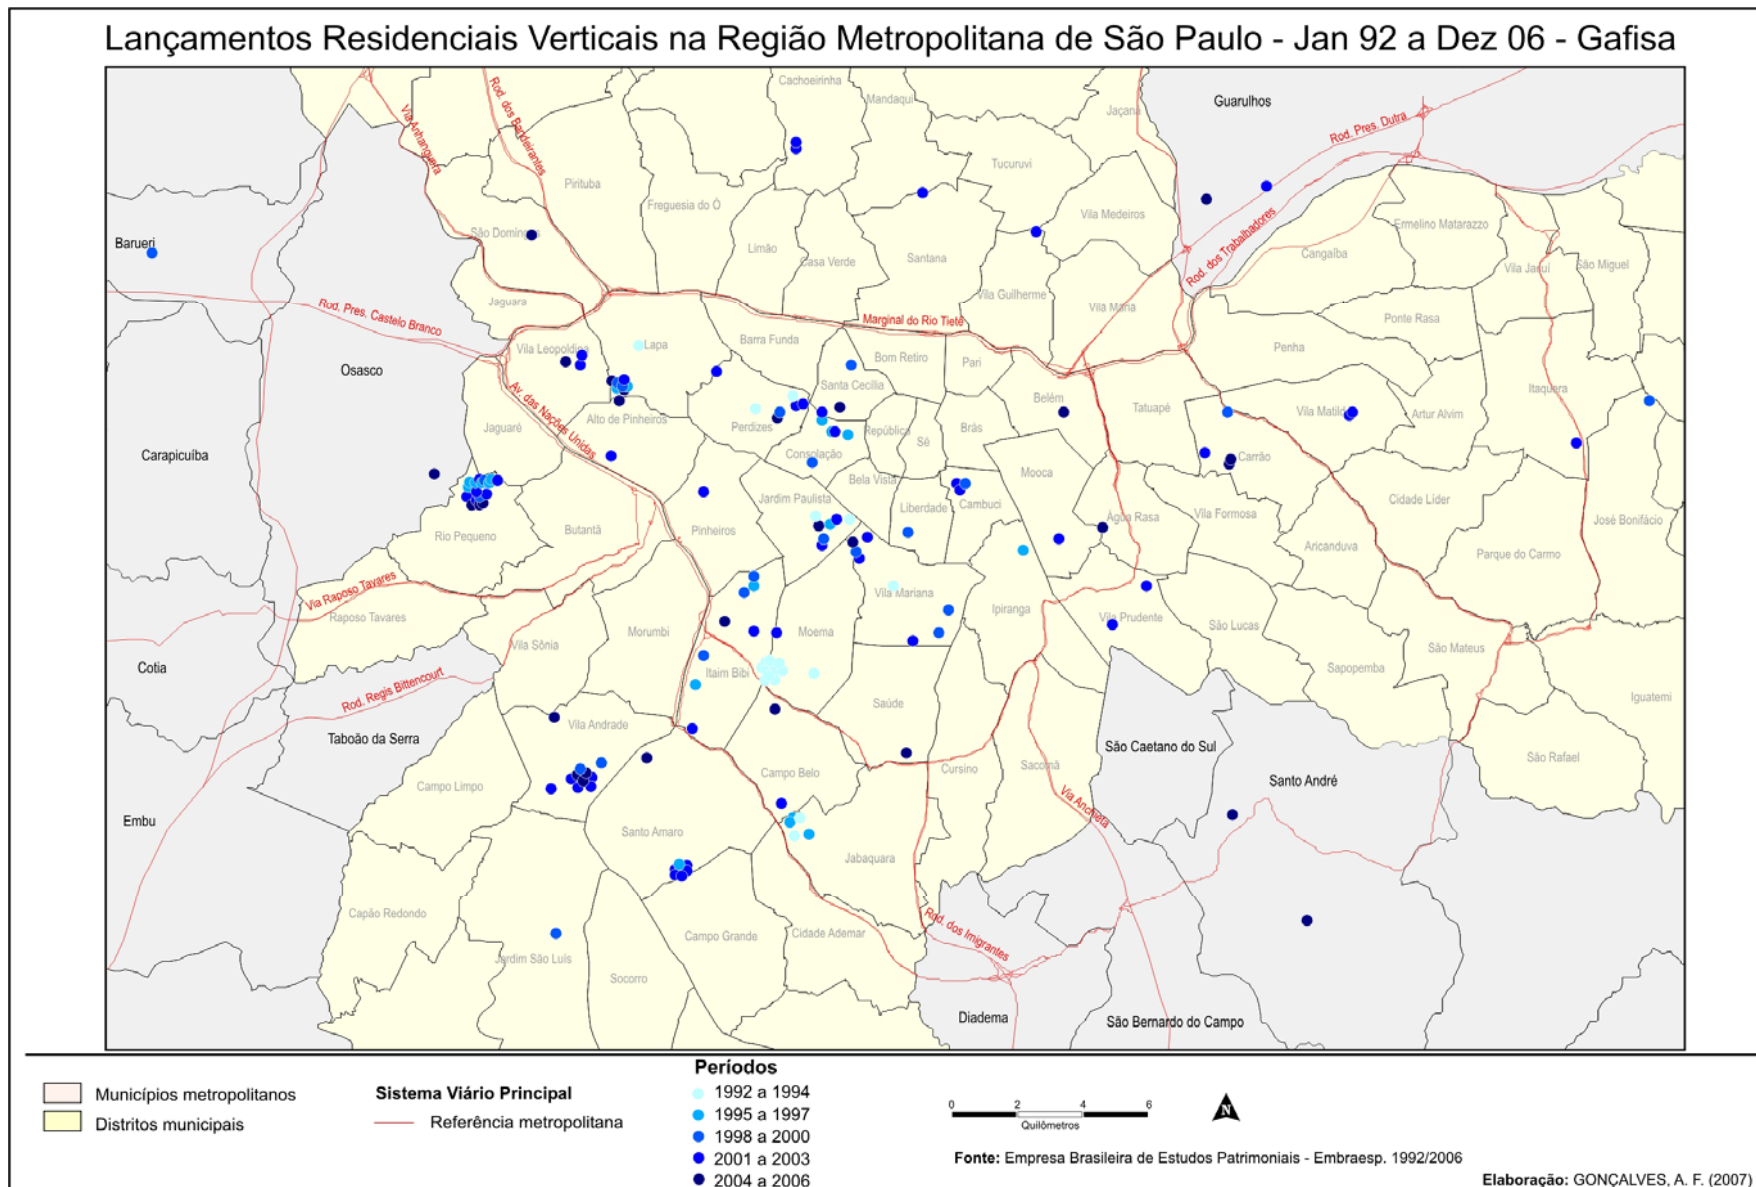 Lançamentos Residenciais Verticais na Região Metropolitana de São Paulo - Jan 92 a Dez 06 - Gafisa
Cachoeirinha
Mandaqui
Jaçanã
Guarulhos
Via Anhanguera
Rod. dos Bandeirantes
Rod. Pres. Dutra
Tucuruvi
Pirituba
Freguesia do Ó
Vila Medeiros
Ermelino Matarazzo
São Domingos
Barueri
Limão
Casa Verde
Santana
Rod. dos Trabalhadores
Cangaíba
Vila Jacuí
São Miguel
Jaguara
Vila Guilherme
Vila Maria
Rod. Pres. Castelo Branco
Marginal do Rio Tietê
Ponte Rasa
Vila Leopoldina
Lapa
Barra Funda
Bom Retiro
Pari
Penha
Osasco
Santa Cecília
Itaquera
Av. das Nações Unidas
Belém
Tatuapé
Vila Matilde
Artur Alvim
Alto de Pinheiros
Jaguaré
Perdizes
República
Sé
Brás
Carapicuíba
Consolação
Carrão
Mooca
Bela Vista
Jardim Paulista
Liberdade
Cambuci
Cidade Líder
Água Rasa
Vila Formosa
José Bonifácio
Rio Pequeno
Butantã
Pinheiros
Aricanduva
Parque do Carmo
Via Raposo Tavares
Raposo Tavares
Vila Mariana
Ipiranga
Vila Prudente
São Lucas
Morumbi
Moema
Vila Sônia
São Mateus
Cotia
Itaim Bibi
Sapopemba
Rod. Regis Bittencourt
Saúde
Iguatemi
Vila Andrade
Taboão da Serra
São Caetano do Sul
São Rafael
Campo Limpo
Campo Belo
Cursino
Sacomã
Santo André
Via Anchieta
Embu
Santo Amaro
Jabaquara
Capão Redondo
Rod. dos Imigrantes
Campo Grande
Cidade Ademar
Jardim São Luís
Socorro
Diadema
São Bernardo do Campo
Períodos
Municípios metropolitanos
Distritos municipais
Sistema Viário Principal
Referência metropolitana
1992 a 1994
1995 a 1997
1998 a 2000
2001 a 2003
2004 a 2006
0 2 4 6
Quilômetros
N
Fonte: Empresa Brasileira de Estudos Patrimoniais - Embraesp. 1992/2006
Elaboração: GONÇALVES, A. F. (2007)